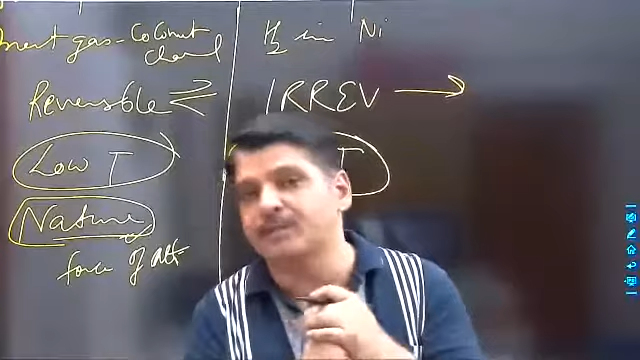 Inert gas - Coconut
Charcoal
H2 in Ni
Reversible ⇌
IRREV →
Low T
T
Nature
force of att